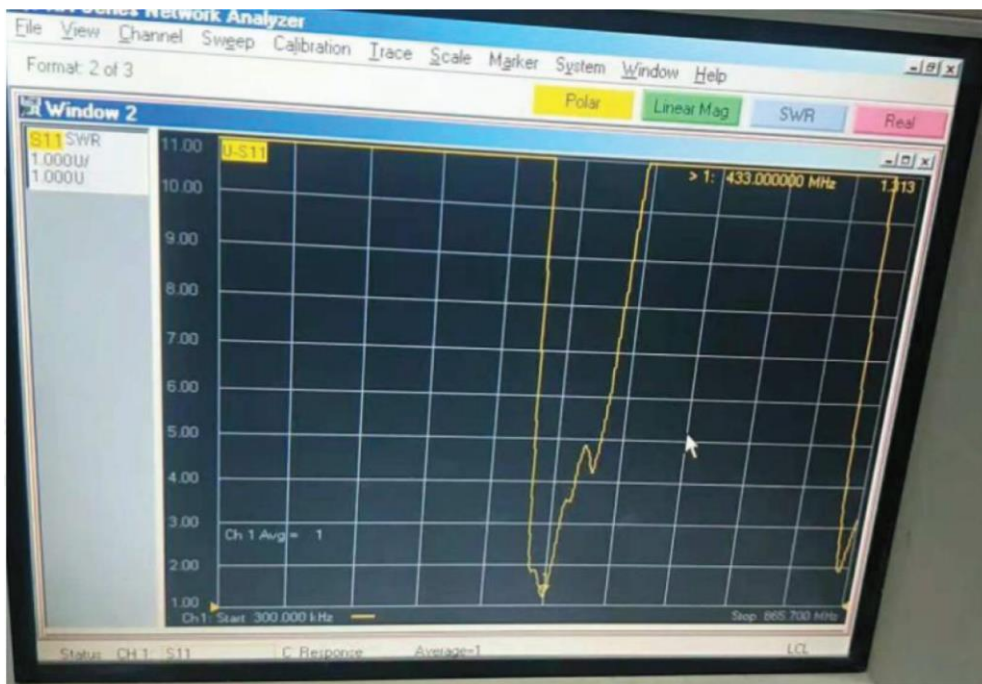 Series Network Analyzer
File View Channel Sweep Calibration Trace Scale Marker System Window Help
Format: 2 of 3
Polar Linear Mag SWR Real
Window 2
S11 SWR
1.000U/
1.000U
U-S11
> 1: 433.000000 MHz 1.313
11.00
10.00
9.00
8.00
7.00
6.00
5.00
4.00
3.00
2.00
1.00
Ch 1 Avg = 1
Ch1: Start 300.000 kHz
Stop 865.700 MHz
Status CH 1: S11 C Response Average=1 LCL